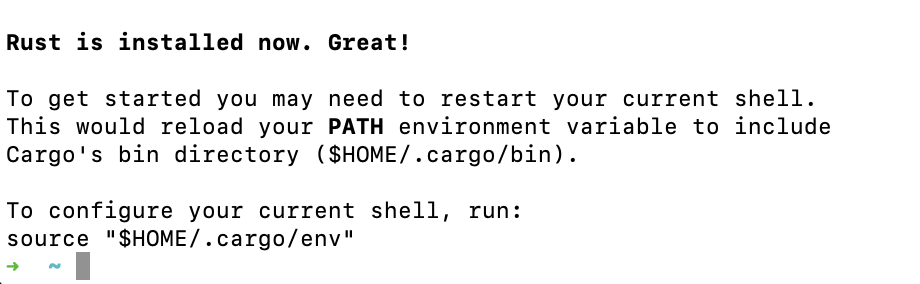 Rust is installed now. Great!
To get started you may need to restart your current shell.
This would reload your PATH environment variable to include
Cargo's bin directory ($HOME/.cargo/bin).
To configure your current shell, run:
source "$HOME/.cargo/env"
➜ ~